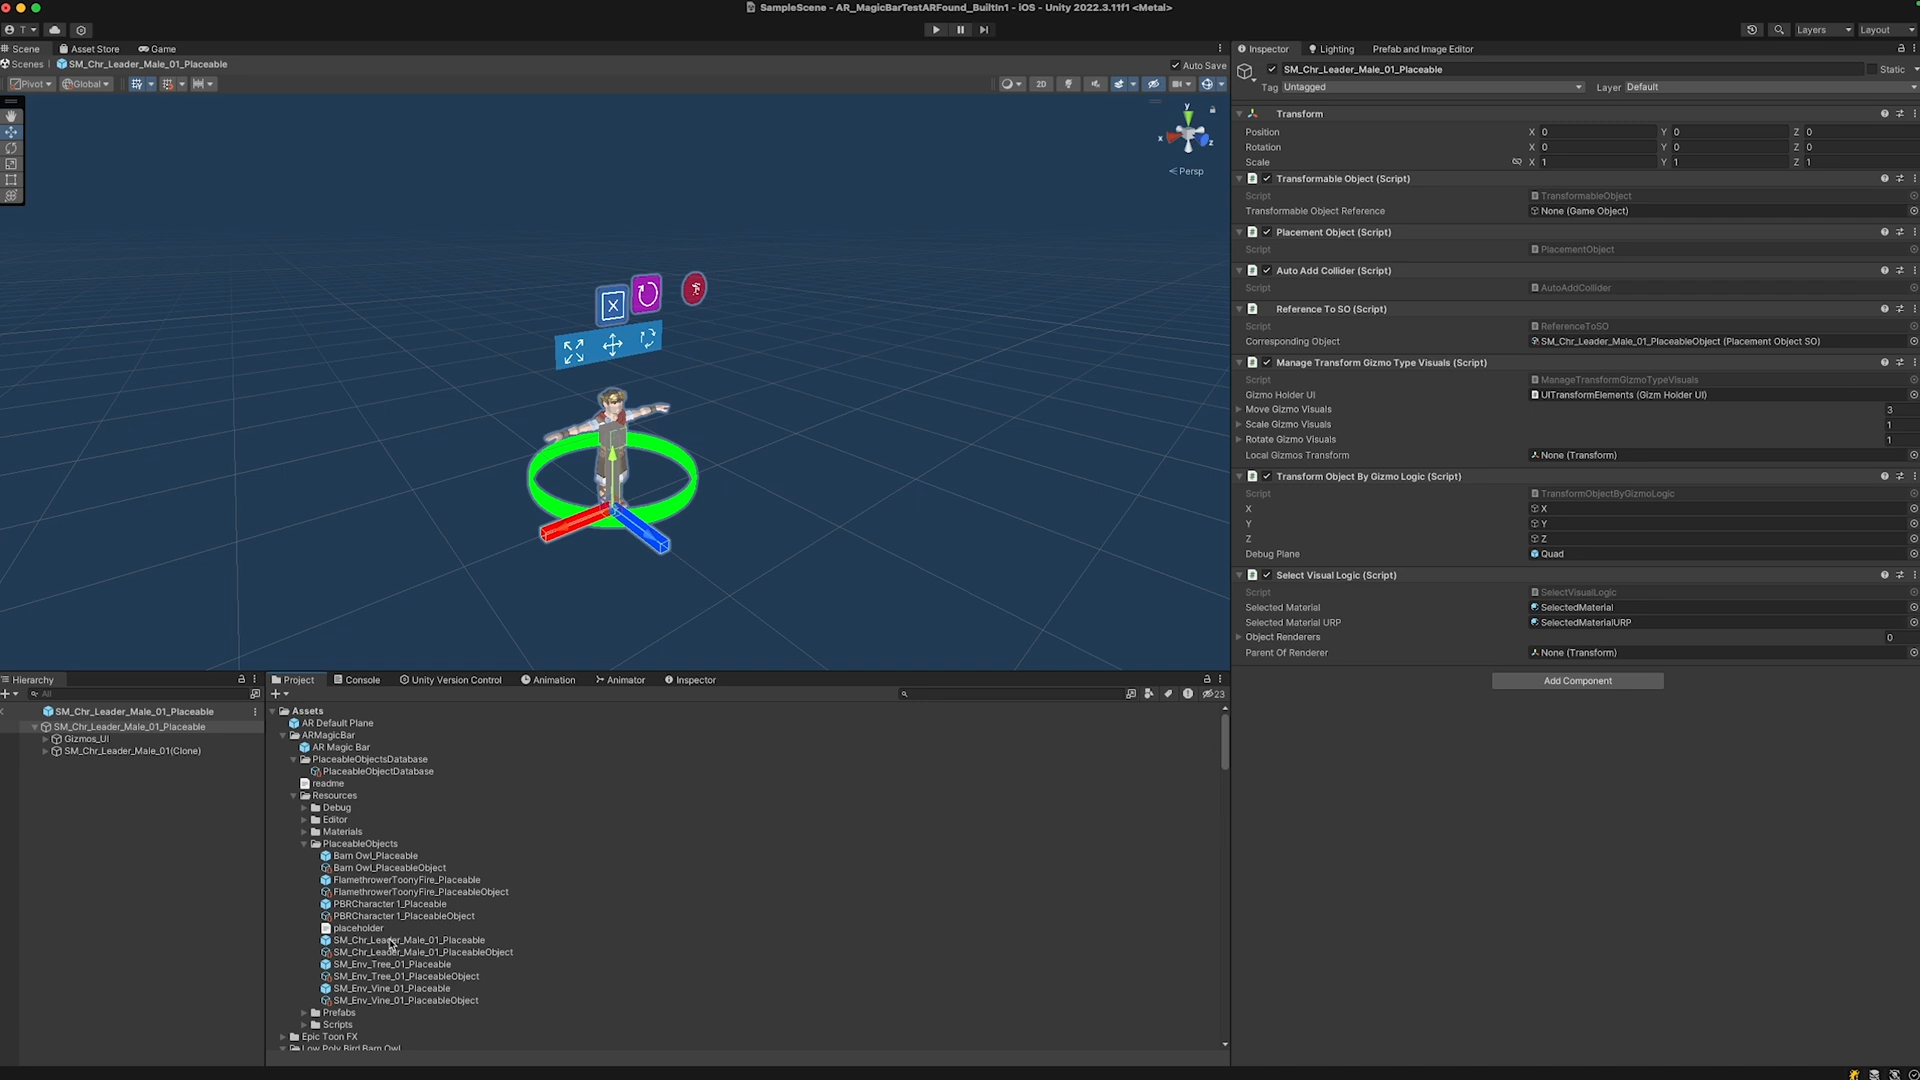 SampleScene - AR_MagicBarTestARFound_BuiltIn1 - iOS - Unity 2022.3.11f1 <Metal>
T
Layers
Layout
Scene
Asset Store
Game
Scenes
SM_Chr_Leader_Male_01_Placeable
Auto Save
Pivot
Global
2D
y
x
z
Persp
Inspector
Lighting
Prefab and Image Editor
SM_Chr_Leader_Male_01_Placeable
Static
Tag Untagged
Layer Default
Transform
Position X 0 Y 0 Z 0
Rotation X 0 Y 0 Z 0
Scale X 1 Y 1 Z 1
Transformable Object (Script)
Script TransformableObject
Transformable Object Reference None (Game Object)
Placement Object (Script)
Script PlacementObject
Auto Add Collider (Script)
Script AutoAddCollider
Reference To SO (Script)
Script ReferenceToSO
Corresponding Object SM_Chr_Leader_Male_01_PlaceableObject (Placement Object SO)
Manage Transform Gizmo Type Visuals (Script)
Script ManageTransformGizmoTypeVisuals
Gizmo Holder UI UITransformElements (Gizm Holder UI)
Move Gizmo Visuals 3
Scale Gizmo Visuals 1
Rotate Gizmo Visuals 1
Local Gizmos Transform None (Transform)
Transform Object By Gizmo Logic (Script)
Script TransformObjectByGizmoLogic
X X
Y Y
Z Z
Debug Plane Quad
Select Visual Logic (Script)
Script SelectVisualLogic
Selected Material SelectedMaterial
Selected Material URP SelectedMaterialURP
Object Renderers 0
Parent Of Renderer None (Transform)
Add Component
Hierarchy
All
SM_Chr_Leader_Male_01_Placeable
SM_Chr_Leader_Male_01_Placeable
Gizmos_Ui
SM_Chr_Leader_Male_01(Clone)
Project
Console
Unity Version Control
Animation
Animator
Inspector
23
Assets
AR Default Plane
ARMagicBar
AR Magic Bar
PlaceableObjectsDatabase
PlaceableObjectDatabase
readme
Resources
Debug
Editor
Materials
PlaceableObjects
Barn Owl_Placeable
Barn Owl_PlaceableObject
FlamethrowerToonyFire_Placeable
FlamethrowerToonyFire_PlaceableObject
PBRCharacter 1_Placeable
PBRCharacter 1_PlaceableObject
placeholder
SM_Chr_Leader_Male_01_Placeable
SM_Chr_Leader_Male_01_PlaceableObject
SM_Env_Tree_01_Placeable
SM_Env_Tree_01_PlaceableObject
SM_Env_Vine_01_Placeable
SM_Env_Vine_01_PlaceableObject
Prefabs
Scripts
Epic Toon FX
Low Poly Bird Barn Owl